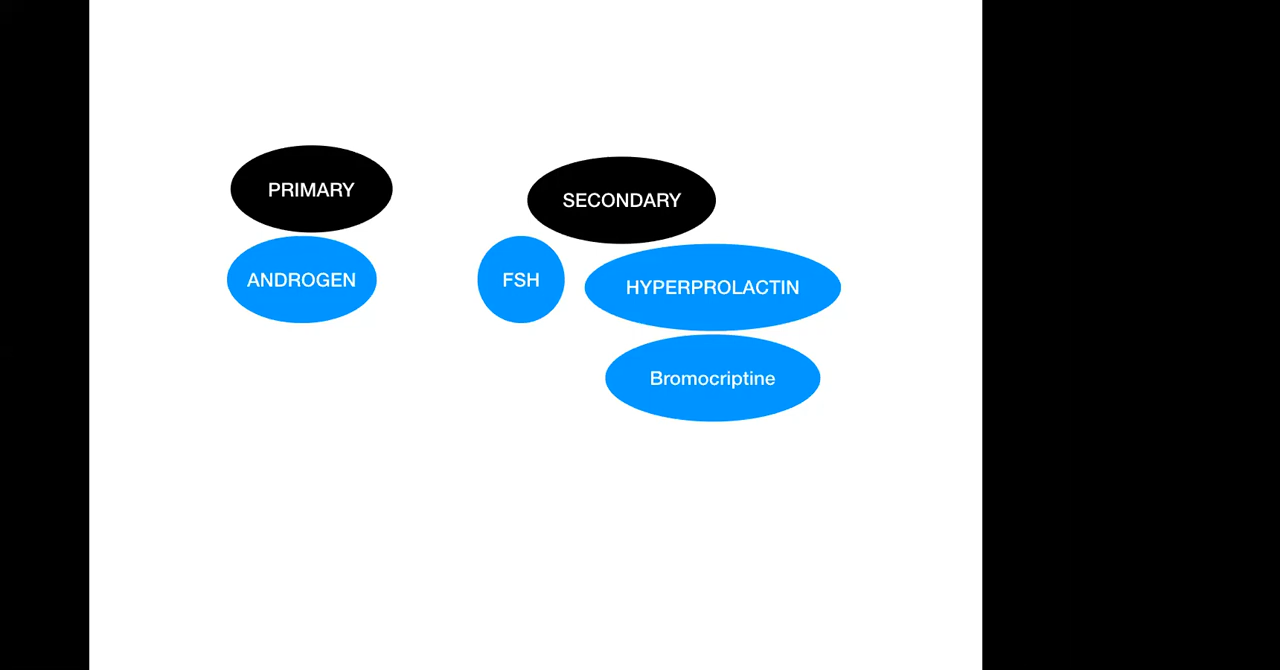 PRIMARY
SECONDARY
ANDROGEN
FSH
HYPERPROLACTIN
Bromocriptine